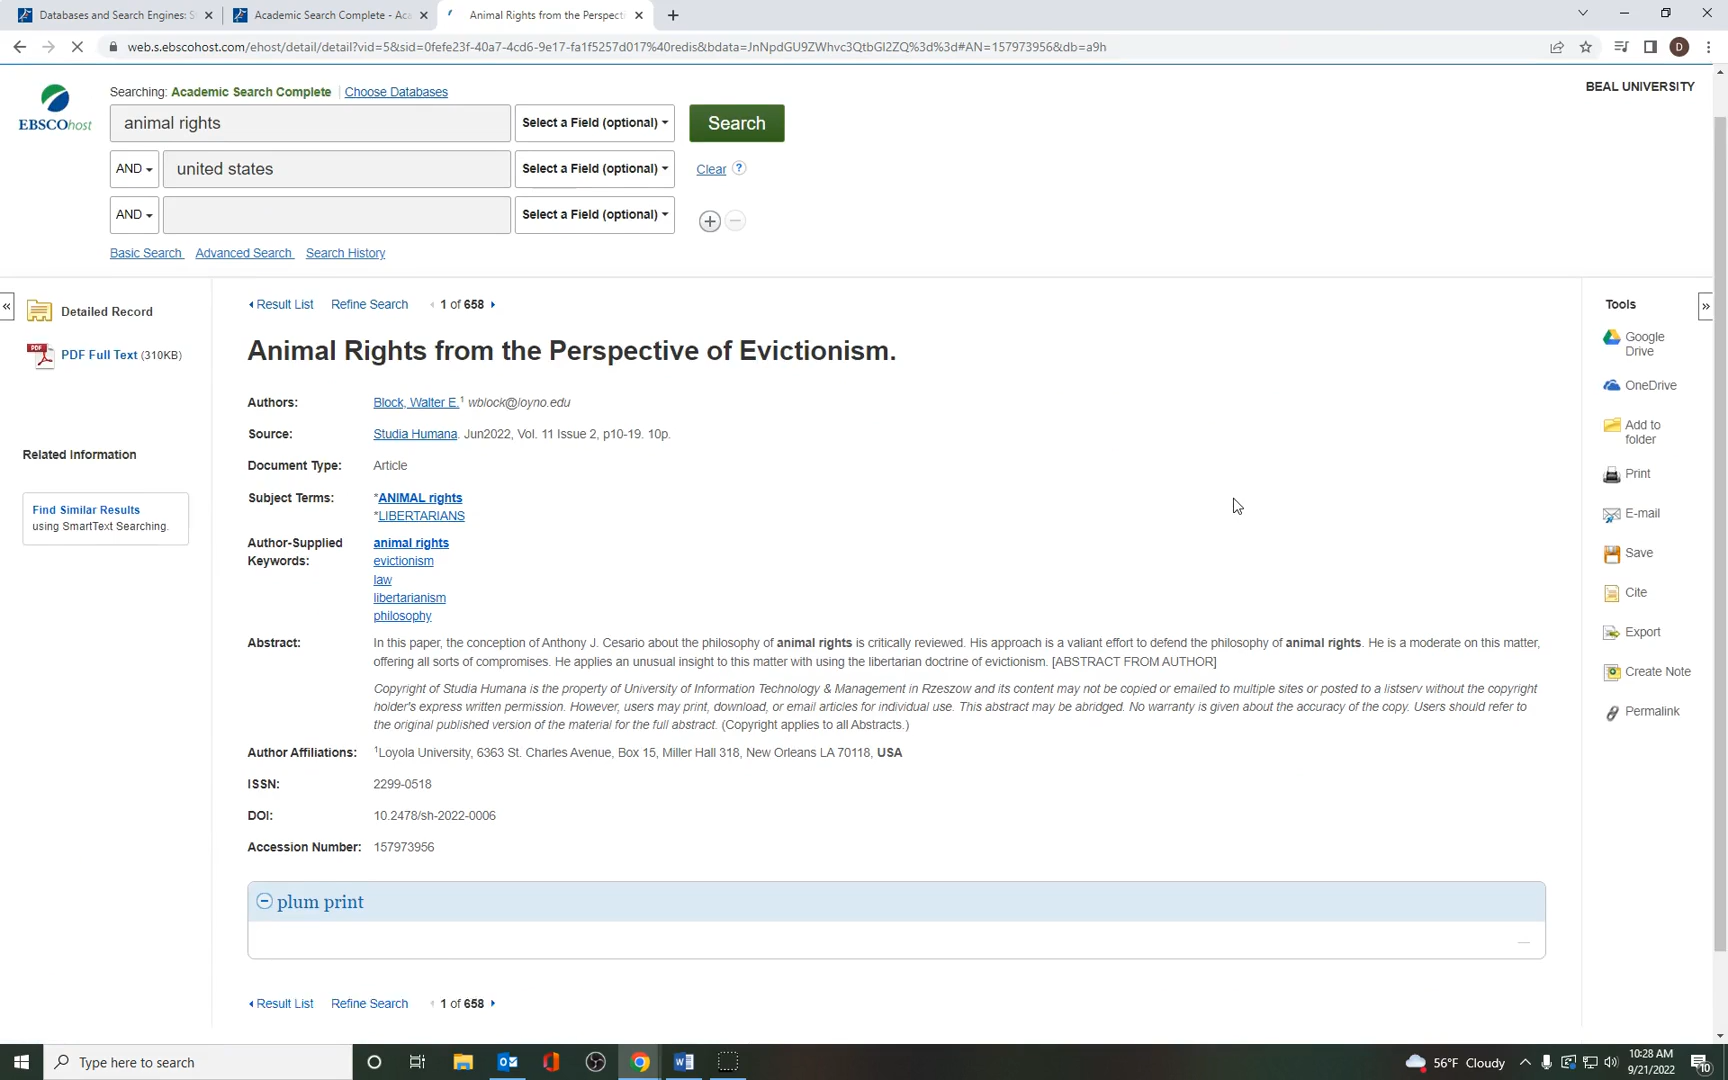 Databases and Search Engines: S
Academic Search Complete - Aca
Animal Rights from the Perspecti
web.s.ebscohost.com/ehost/detail/detail?vid=5&sid=0fefe23f-40a7-4cd6-9e17-fa1f5257d017%40redis&bdata=JnNpdGU9ZWhvc3QtbGl2ZQ%3d%3d#AN=157973956&db=a9h
D
Searching: Academic Search Complete | Choose Databases
BEAL UNIVERSITY
EBSCOhost
animal rights
Select a Field (optional)
Search
AND
united states
Select a Field (optional)
Clear ?
AND
Select a Field (optional)
Basic Search
Advanced Search
Search History
Detailed Record
PDF
PDF Full Text (310KB)
Related Information
Find Similar Results
using SmartText Searching.
Result List
Refine Search
1 of 658
Animal Rights from the Perspective of Evictionism.
Authors: Block, Walter E.1 wblock@loyno.edu
Source: Studia Humana. Jun2022, Vol. 11 Issue 2, p10-19. 10p.
Document Type: Article
Subject Terms: *ANIMAL rights
*LIBERTARIANS
Author-Supplied Keywords: animal rights
evictionism
law
libertarianism
philosophy
Abstract: In this paper, the conception of Anthony J. Cesario about the philosophy of animal rights is critically reviewed. His approach is a valiant effort to defend the philosophy of animal rights. He is a moderate on this matter,
offering all sorts of compromises. He applies an unusual insight to this matter with using the libertarian doctrine of evictionism. [ABSTRACT FROM AUTHOR]
Copyright of Studia Humana is the property of University of Information Technology & Management in Rzeszow and its content may not be copied or emailed to multiple sites or posted to a listserv without the copyright
holder's express written permission. However, users may print, download, or email articles for individual use. This abstract may be abridged. No warranty is given about the accuracy of the copy. Users should refer to
the original published version of the material for the full abstract. (Copyright applies to all Abstracts.)
Author Affiliations: 1Loyola University, 6363 St. Charles Avenue, Box 15, Miller Hall 318, New Orleans LA 70118, USA
ISSN: 2299-0518
DOI: 10.2478/sh-2022-0006
Accession Number: 157973956
plum print
Result List
Refine Search
1 of 658
Tools
Google
Drive
OneDrive
Add to
folder
Print
E-mail
Save
Cite
Export
Create Note
Permalink
Type here to search
56°F Cloudy
10:28 AM
9/21/2022
10